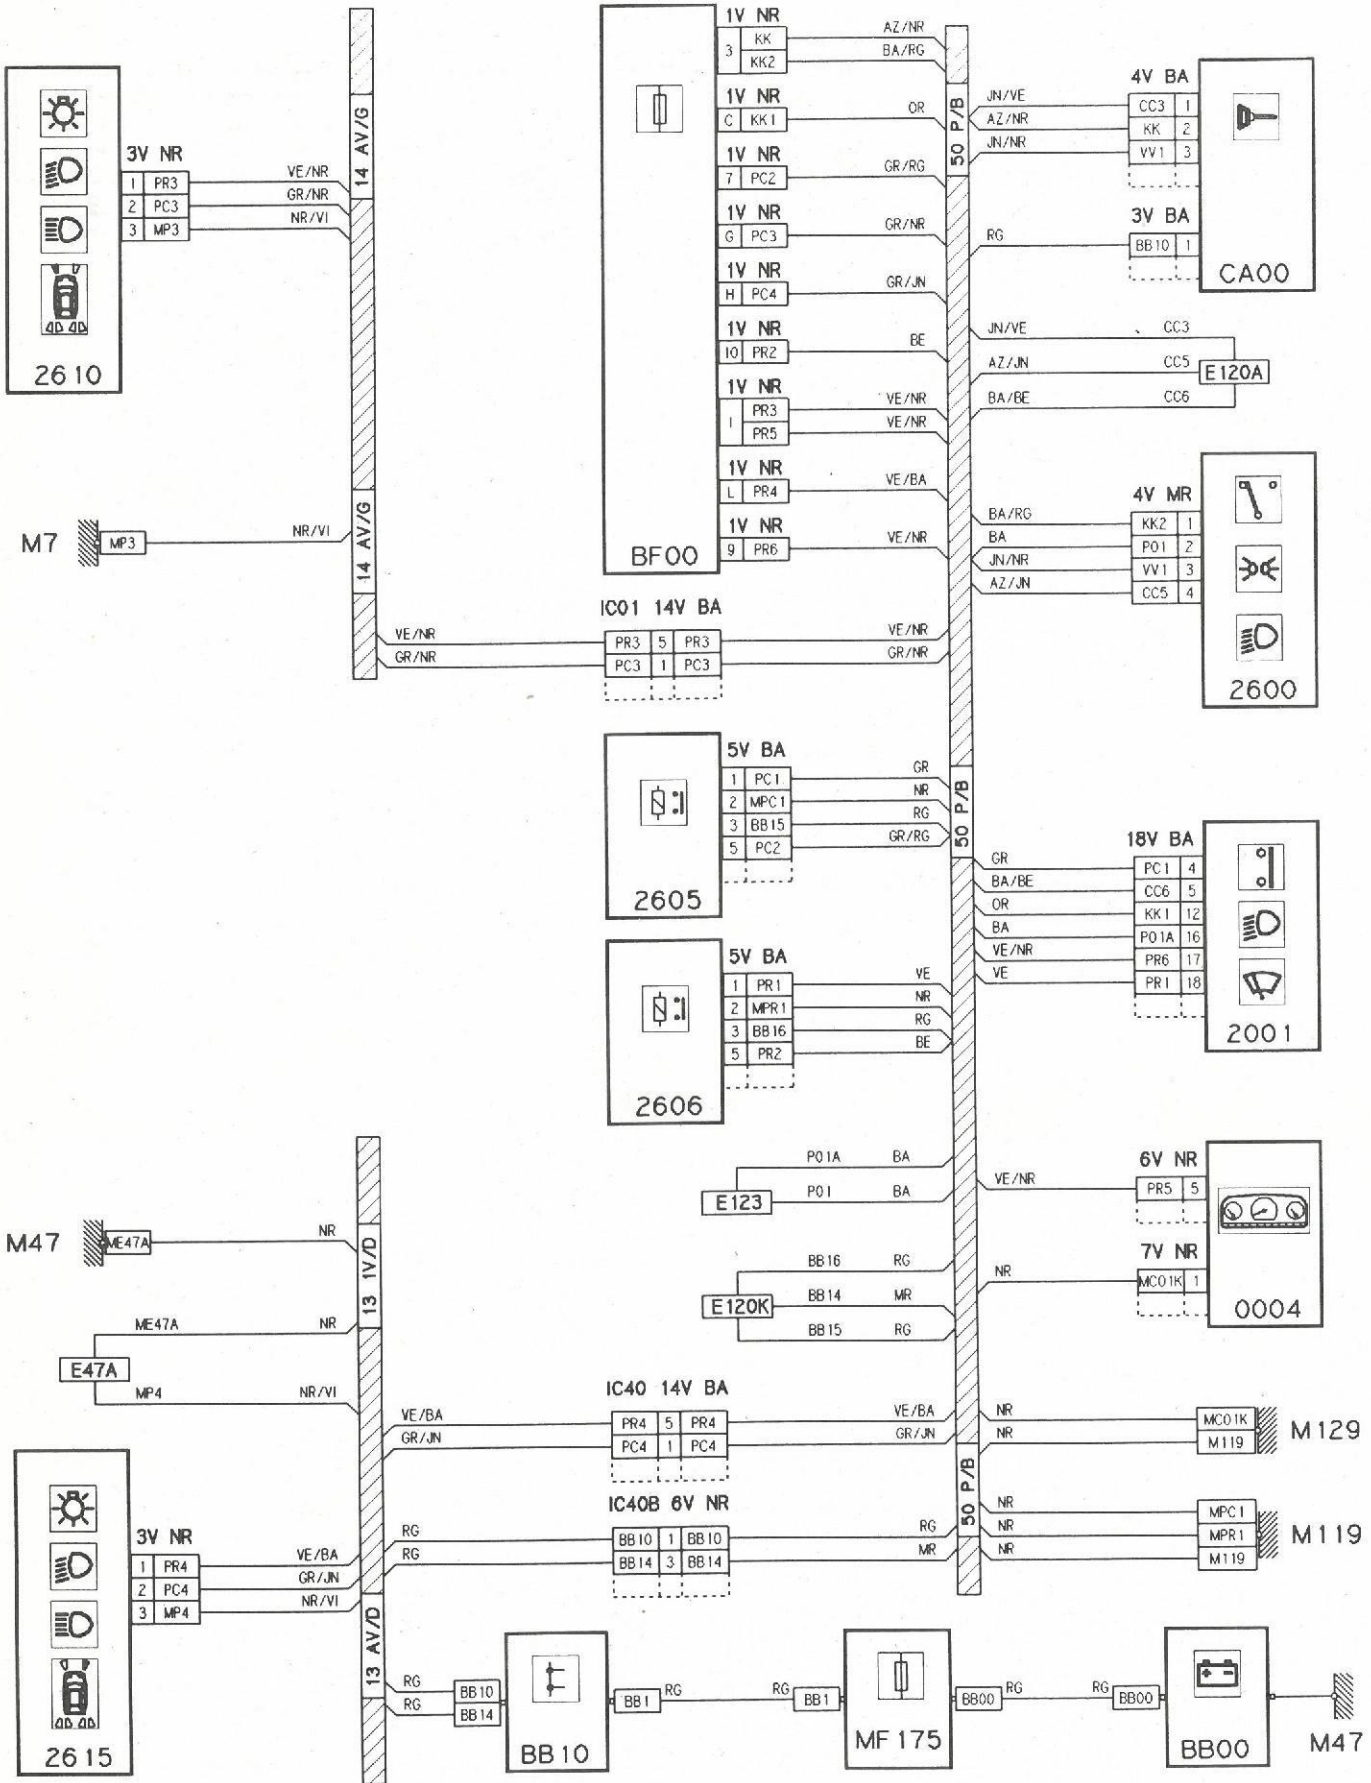 14 AV/G
2610
3V NR
1 PR3 VE/NR
2 PC3 GR/NR
3 MP3 NR/VI
M7 MP3 NR/VI
14 AV/G
BF00
1V NR
3 KK AZ/NR
KK2 BA/RG
1V NR
C KK1 OR
1V NR
7 PC2 GR/RG
1V NR
G PC3 GR/NR
1V NR
H PC4 GR/JN
1V NR
10 PR2 BE
1V NR
I PR3 VE/NR
PR5 VE/NR
1V NR
L PR4 VE/BA
1V NR
9 PR6 VE/NR
50 P/B
4V BA
JN/VE CC3 1
AZ/NR KK 2
JN/NR VV1 3
3V BA
RG BB10 1
CA00
JN/VE CC3
AZ/JN CC5 E120A
BA/BE CC6
4V MR
BA/RG KK2 1
BA P01 2
JN/NR VV1 3
AZ/JN CC5 4
2600
IC01 14V BA
VE/NR PR3 5 PR3 VE/NR
GR/NR PC3 1 PC3 GR/NR
2605
5V BA
1 PC1 GR
2 MPC1 NR
3 BB15 RG
5 PC2 GR/RG
50 P/B
2606
5V BA
1 PR1 VE
2 MPR1 NR
3 BB16 RG
5 PR2 BE
18V BA
GR PC1 4
BA/BE CC6 5
OR KK1 12
BA P01A 16
VE/NR PR6 17
VE PR1 18
2001
P01A BA
E123 P01 BA
6V NR
VE/NR PR5 5
7V NR
NR MC01K 1
0004
BB16 RG
E120K BB14 MR
BB15 RG
M47 ME47A NR
13 1V/D
ME47A NR
E47A
MP4 NR/VI
IC40 14V BA
VE/BA PR4 5 PR4 VE/BA
GR/JN PC4 1 PC4 GR/JN
NR MC01K
NR M119
M129
50 P/B
IC40B 6V NR
RG BB10 1 BB10 RG
RG BB14 3 BB14 MR
NR MPC1
NR MPR1
NR M119
M119
2615
3V NR
1 PR4 VE/BA
2 PC4 GR/JN
3 MP4 NR/VI
13 AV/D
RG BB10
RG BB14
BB10
BB1 RG
RG BB1
MF175
BB00 RG
RG BB00
BB00
M47